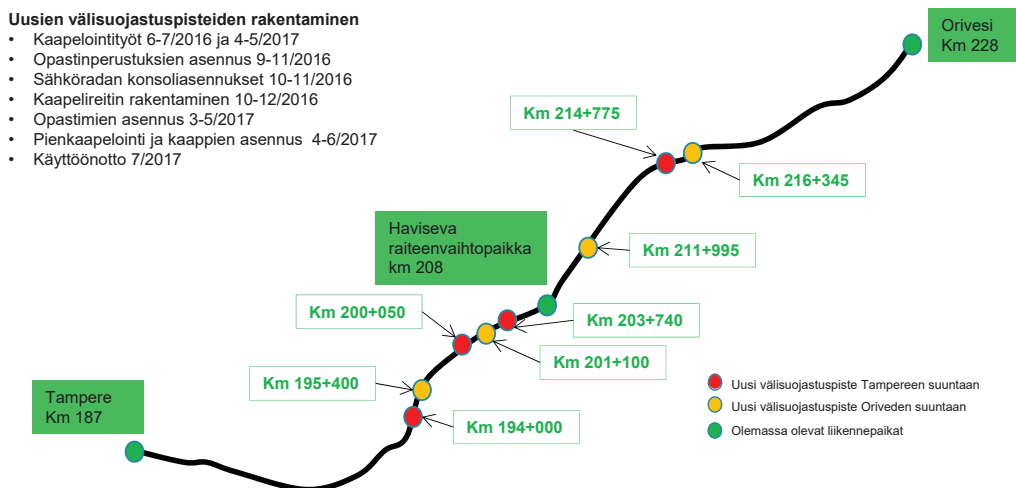 Uusien välisuojastuspisteiden rakentaminen
• Kaapelointityöt 6-7/2016 ja 4-5/2017
• Opastinperustuksien asennus 9-11/2016
• Sähköradan konsoliasennukset 10-11/2016
• Kaapelireitin rakentaminen 10-12/2016
• Opastimien asennus 3-5/2017
• Pienkaapelointi ja kaappien asennus 4-6/2017
• Käyttöönotto 7/2017
Orivesi
Km 228
Km 214+775
Km 216+345
Haviseva
raiteenvaihtopaikka
km 208
Km 211+995
Km 200+050
Km 203+740
Km 201+100
Km 195+400
Km 194+000
Tampere
Km 187
Uusi välisuojastuspiste Tampereen suuntaan
Uusi välisuojastuspiste Oriveden suuntaan
Olemassa olevat liikennepaikat